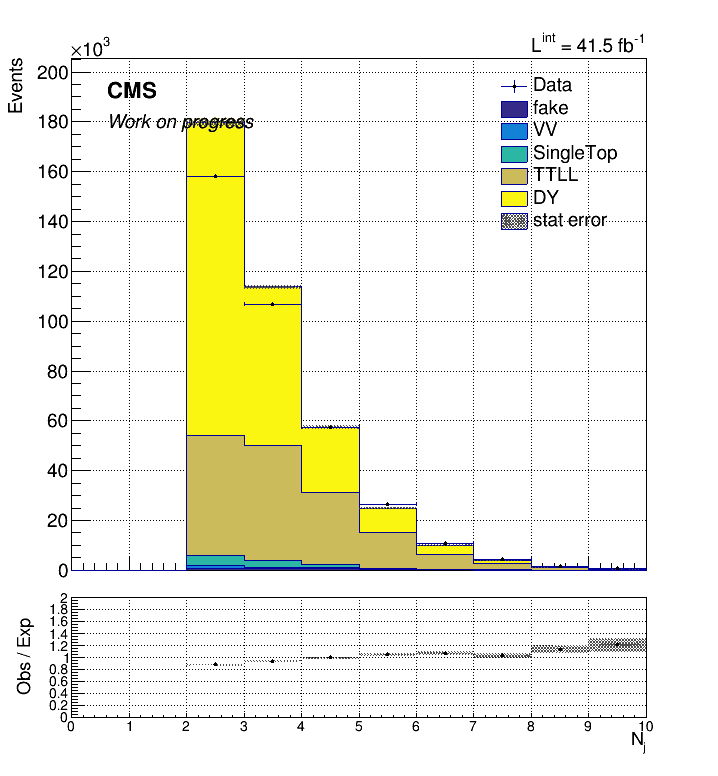 ×10³
L^int = 41.5 fb^-1
Events
CMS
Work on progress
Data
fake
VV
SingleTop
TTLL
DY
stat error
200
180
160
140
120
100
80
60
40
20
0
Obs / Exp
2
1.8
1.6
1.4
1.2
1
0.8
0.6
0.4
0.2
0
0 1 2 3 4 5 6 7 8 9 10
N_j